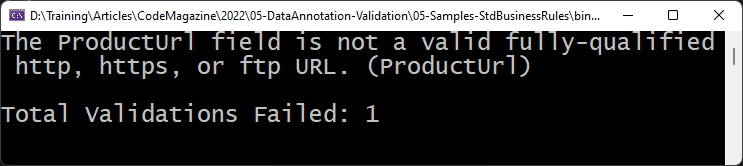 D:\Training\Articles\CodeMagazine\2022\05-DataAnnotation-Validation\05-Samples-StdBusinessRules\bin...
The ProductUrl field is not a valid fully-qualified
http, https, or ftp URL. (ProductUrl)
Total Validations Failed: 1